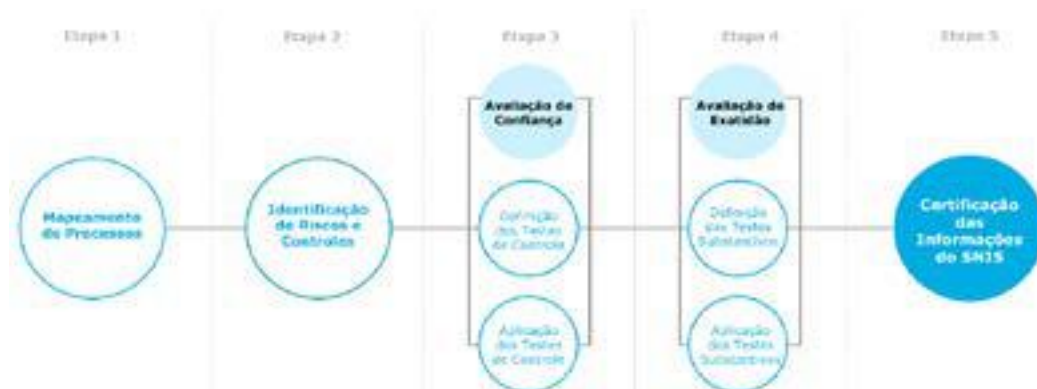 Etapa 1
Etapa 2
Etapa 3
Etapa 4
Etapa 5
Mapeamento
de Processos
Identificação
de Riscos e
Controles
Avaliação de
Confiança
Definição
dos Testes
de Controle
Aplicação
dos Testes
de Controle
Avaliação de
Exatidão
Definição
dos Testes
Substantivos
Aplicação
dos Testes
Substantivos
Certificação
das
Informações
do SNIS